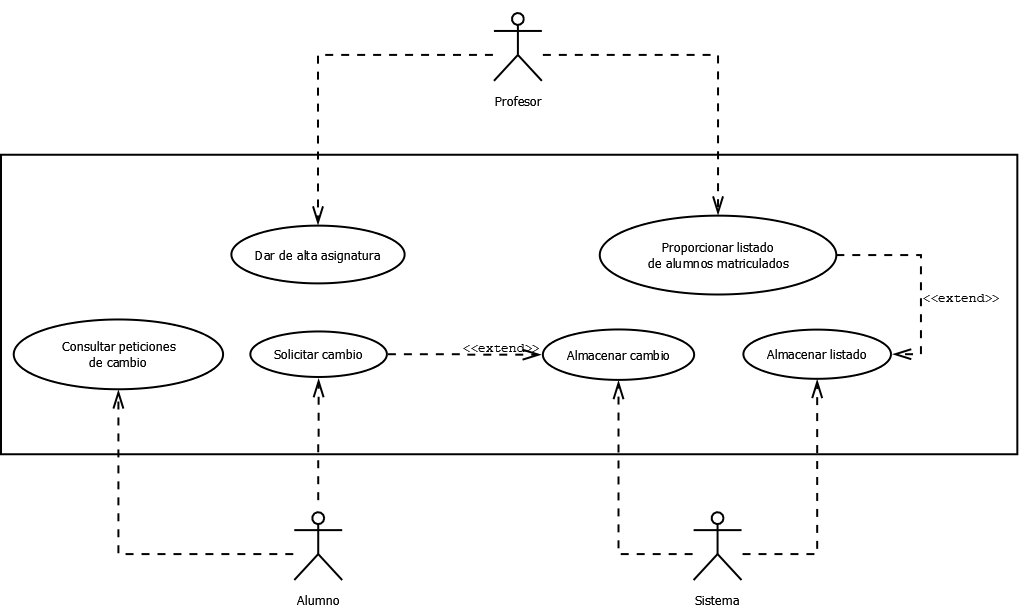 Profesor
Dar de alta asignatura
Proporcionar listado
de alumnos matriculados
<<extend>>
Consultar peticiones
de cambio
Solicitar cambio
<<extend>>
Almacenar cambio
Almacenar listado
Alumno
Sistema